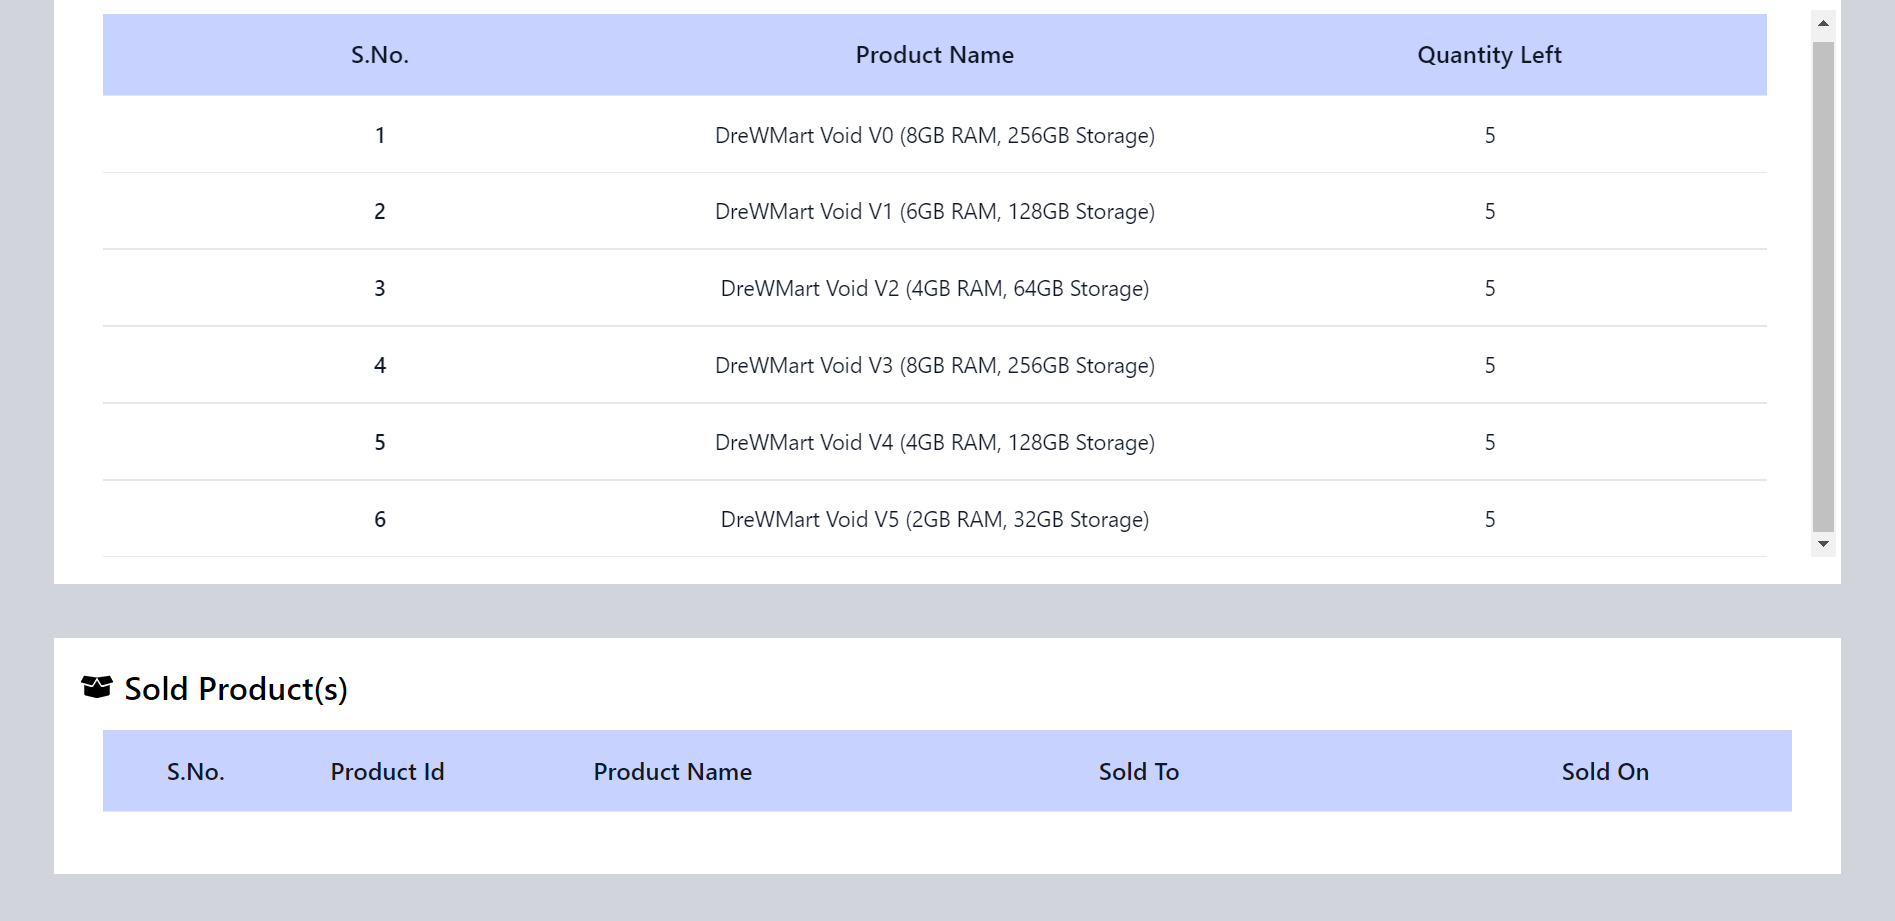 S.No. Product Name Quantity Left
1 DreWMart Void V0 (8GB RAM, 256GB Storage) 5
2 DreWMart Void V1 (6GB RAM, 128GB Storage) 5
3 DreWMart Void V2 (4GB RAM, 64GB Storage) 5
4 DreWMart Void V3 (8GB RAM, 256GB Storage) 5
5 DreWMart Void V4 (4GB RAM, 128GB Storage) 5
6 DreWMart Void V5 (2GB RAM, 32GB Storage) 5
Sold Product(s)
S.No. Product Id Product Name Sold To Sold On